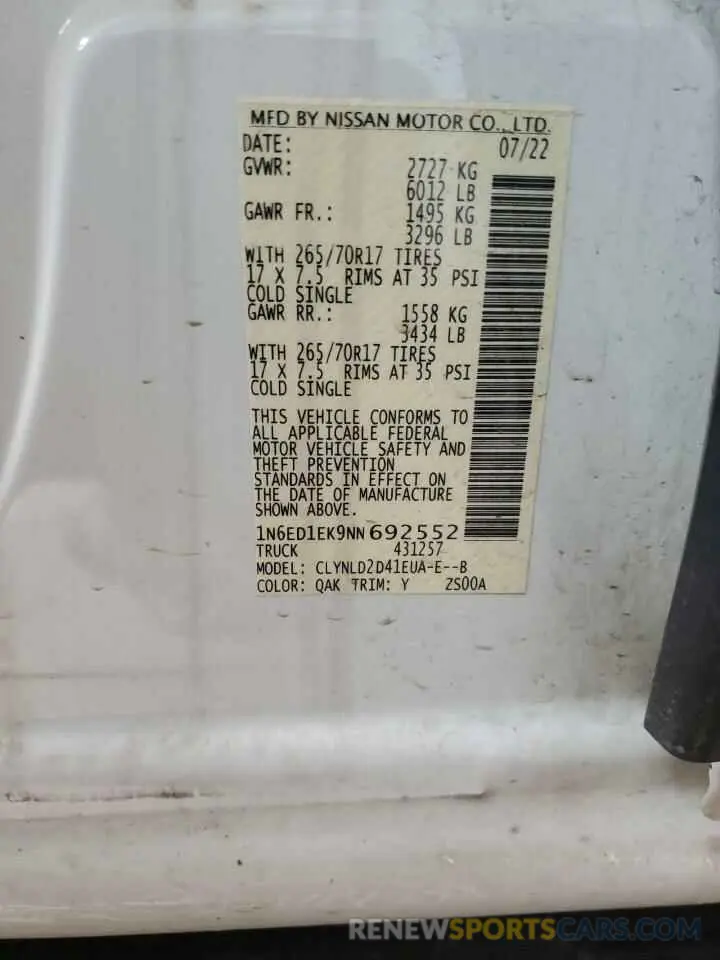 MFD BY NISSAN MOTOR CO., LTD.
DATE: 07/22
GVWR: 2727 KG
6012 LB
GAWR FR.: 1495 KG
3296 LB
WITH 265/70R17 TIRES
17 X 7.5 RIMS AT 35 PSI
COLD SINGLE
GAWR RR.: 1558 KG
3434 LB
WITH 265/70R17 TIRES
17 X 7.5 RIMS AT 35 PSI
COLD SINGLE
THIS VEHICLE CONFORMS TO
ALL APPLICABLE FEDERAL
MOTOR VEHICLE SAFETY AND
THEFT PREVENTION
STANDARDS IN EFFECT ON
THE DATE OF MANUFACTURE
SHOWN ABOVE.
1N6ED1EK9NN692552
TRUCK 431257
MODEL: CLYNLD2D41EUA-E--B
COLOR: QAK TRIM: Y ZS00A
RENEWSPORTSCARS.COM